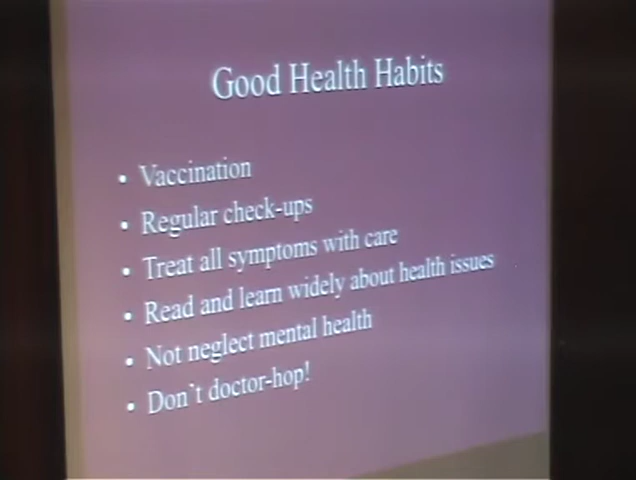 Good Health Habits
• Vaccination
• Regular check-ups
• Treat all symptoms with care
• Read and learn widely about health issues
• Not neglect mental health
• Don`t doctor-hop!